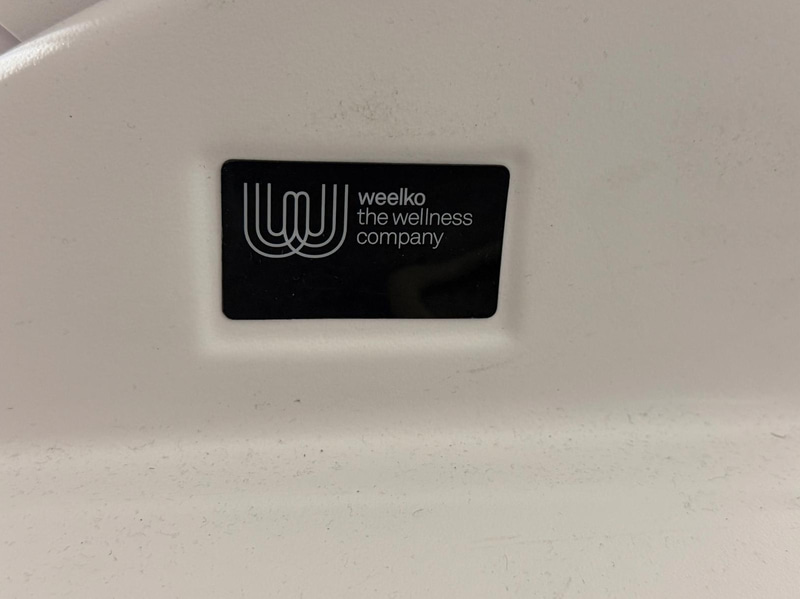 weelko
the wellness
company